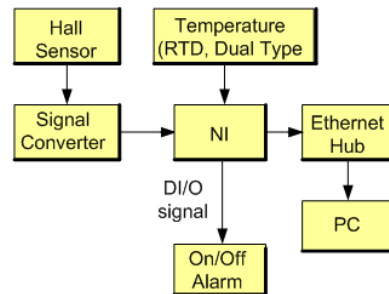 Hall
Sensor
Temperature
(RTD, Dual Type
Signal
Converter
NI
Ethernet
Hub
DI/O
signal
PC
On/Off
Alarm